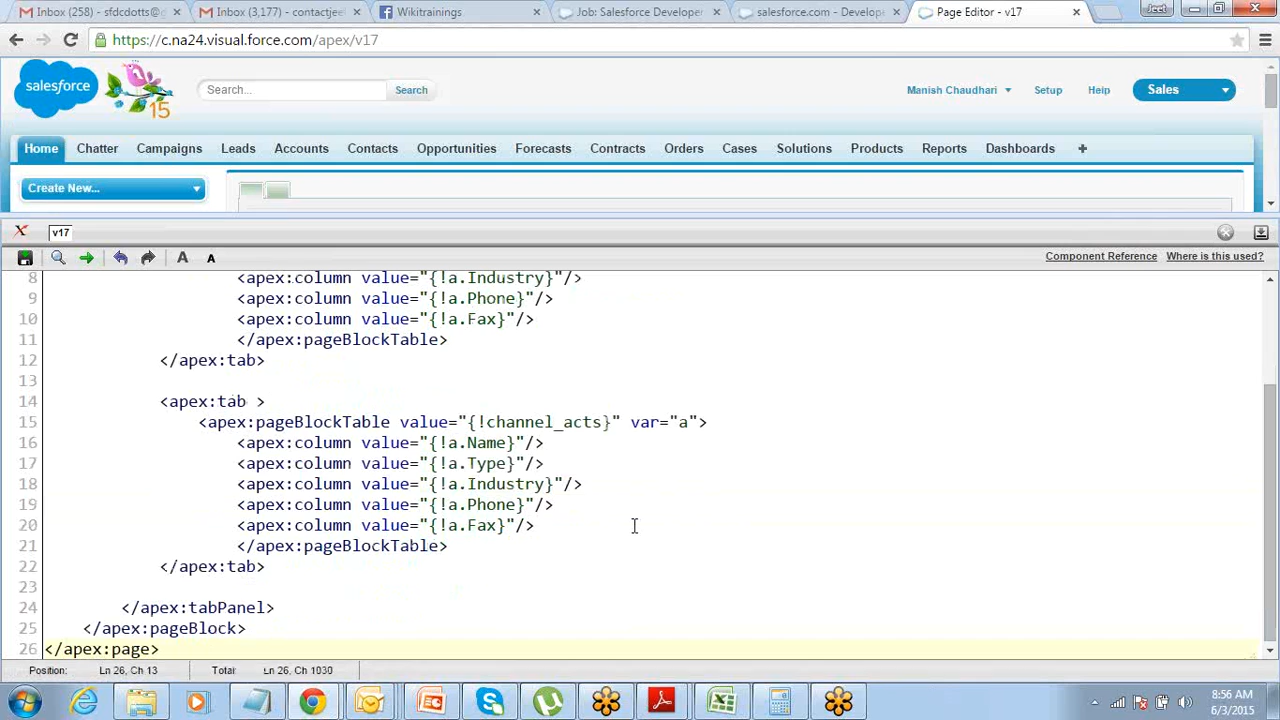 Inbox (258) - sfdcdotts@g
Inbox (3,177) - contactjee
Wikitrainings
Job: Salesforce Developer
salesforce.com - Develop
Page Editor - v17
Jeet
https://c.na24.visual.force.com/apex/v17
salesforce
15
Search...
Search
Manish Chaudhari
Setup
Help
Sales
Home
Chatter
Campaigns
Leads
Accounts
Contacts
Opportunities
Forecasts
Contracts
Orders
Cases
Solutions
Products
Reports
Dashboards
+
Create New...
v17
A
A
Component Reference
Where is this used?
8 <apex:column value="{!a.Industry}"/>
9 <apex:column value="{!a.Phone}"/>
10 <apex:column value="{!a.Fax}"/>
11 </apex:pageBlockTable>
12 </apex:tab>
13
14 <apex:tab >
15 <apex:pageBlockTable value="{!channel_acts}" var="a">
16 <apex:column value="{!a.Name}"/>
17 <apex:column value="{!a.Type}"/>
18 <apex:column value="{!a.Industry}"/>
19 <apex:column value="{!a.Phone}"/>
20 <apex:column value="{!a.Fax}"/>
21 </apex:pageBlockTable>
22 </apex:tab>
23
24 </apex:tabPanel>
25 </apex:pageBlock>
26 </apex:page>
Position: Ln 26, Ch 13 Total: Ln 26, Ch 1030
8:56 AM
6/3/2015